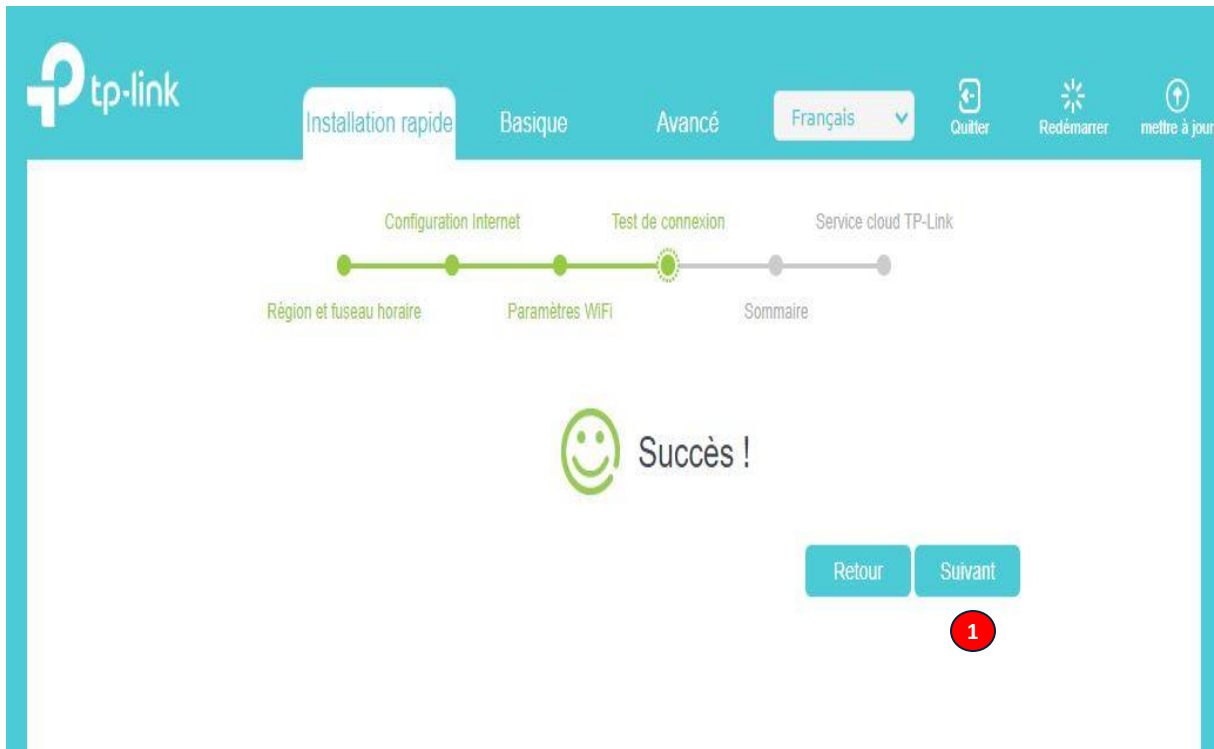 tp-link
Installation rapide Basique Avancé Français Quitter Redémarrer mettre à jour
Configuration Internet Test de connexion Service cloud TP-Link
Région et fuseau horaire Paramètres WiFi Sommaire
Succès !
Retour Suivant
1